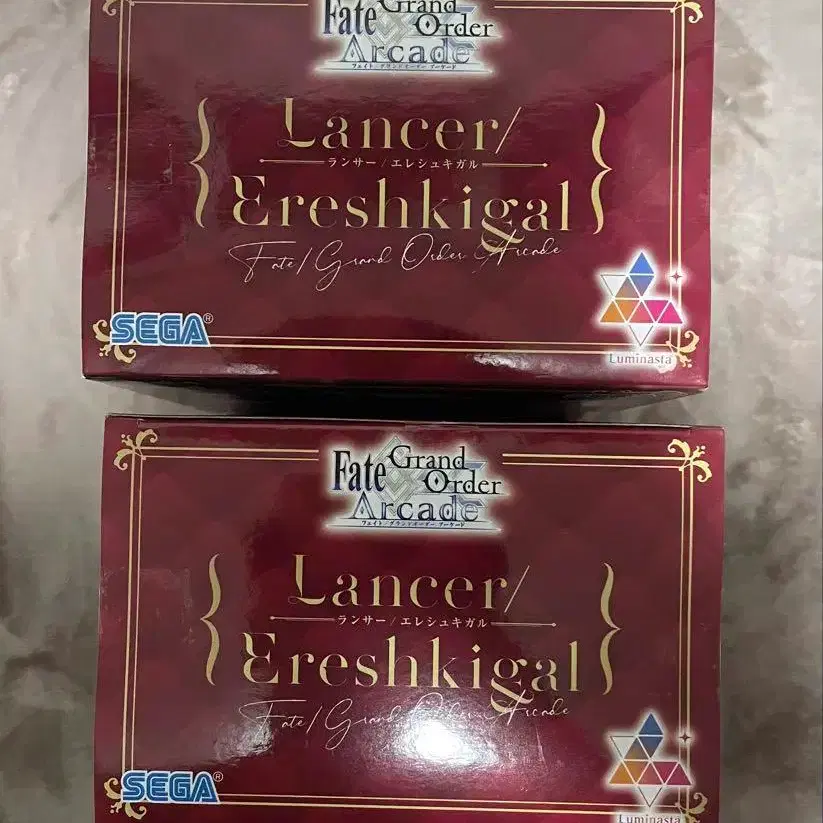 Fate Grand Order
Arcade
フェイト/グランドオーダー アーケード
Lancer/
ランサー/エレシュキガル
Ereshkigal
Fate/Grand Order Arcade
SEGA®
Luminasta
Fate Grand Order
Arcade
フェイト/グランドオーダー アーケード
Lancer/
ランサー/エレシュキガル
Ereshkigal
Fate/Grand Order Arcade
SEGA®
Luminasta